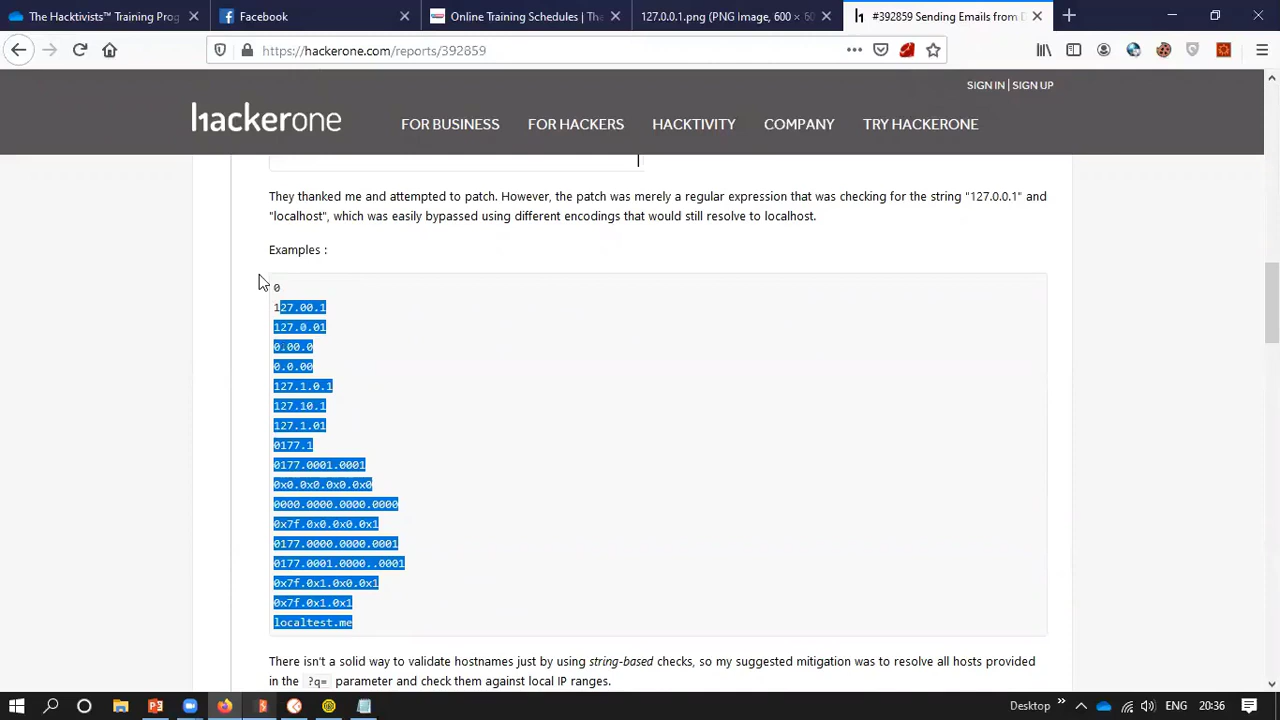 The Hacktivists™ Training Prog
Facebook
Online Training Schedules | The
127.0.0.1.png (PNG Image, 600 × 60
#392859 Sending Emails from D
https://hackerone.com/reports/392859
SIGN IN | SIGN UP
hackerone
FOR BUSINESS
FOR HACKERS
HACKTIVITY
COMPANY
TRY HACKERONE
They thanked me and attempted to patch. However, the patch was merely a regular expression that was checking for the string "127.0.0.1" and
"localhost", which was easily bypassed using different encodings that would still resolve to localhost.
Examples :
0
127.00.1
127.0.01
0.00.0
0.0.00
127.1.0.1
127.10.1
127.1.01
0177.1
0177.0001.0001
0x0.0x0.0x0.0x0
0000.0000.0000.0000
0x7f.0x0.0x0.0x1
0177.0000.0000.0001
0177.0001.0000..0001
0x7f.0x1.0x0.0x1
0x7f.0x1.0x1
localtest.me
There isn't a solid way to validate hostnames just by using string-based checks, so my suggested mitigation was to resolve all hosts provided
in the ?q= parameter and check them against local IP ranges.
Desktop
ENG
20:36